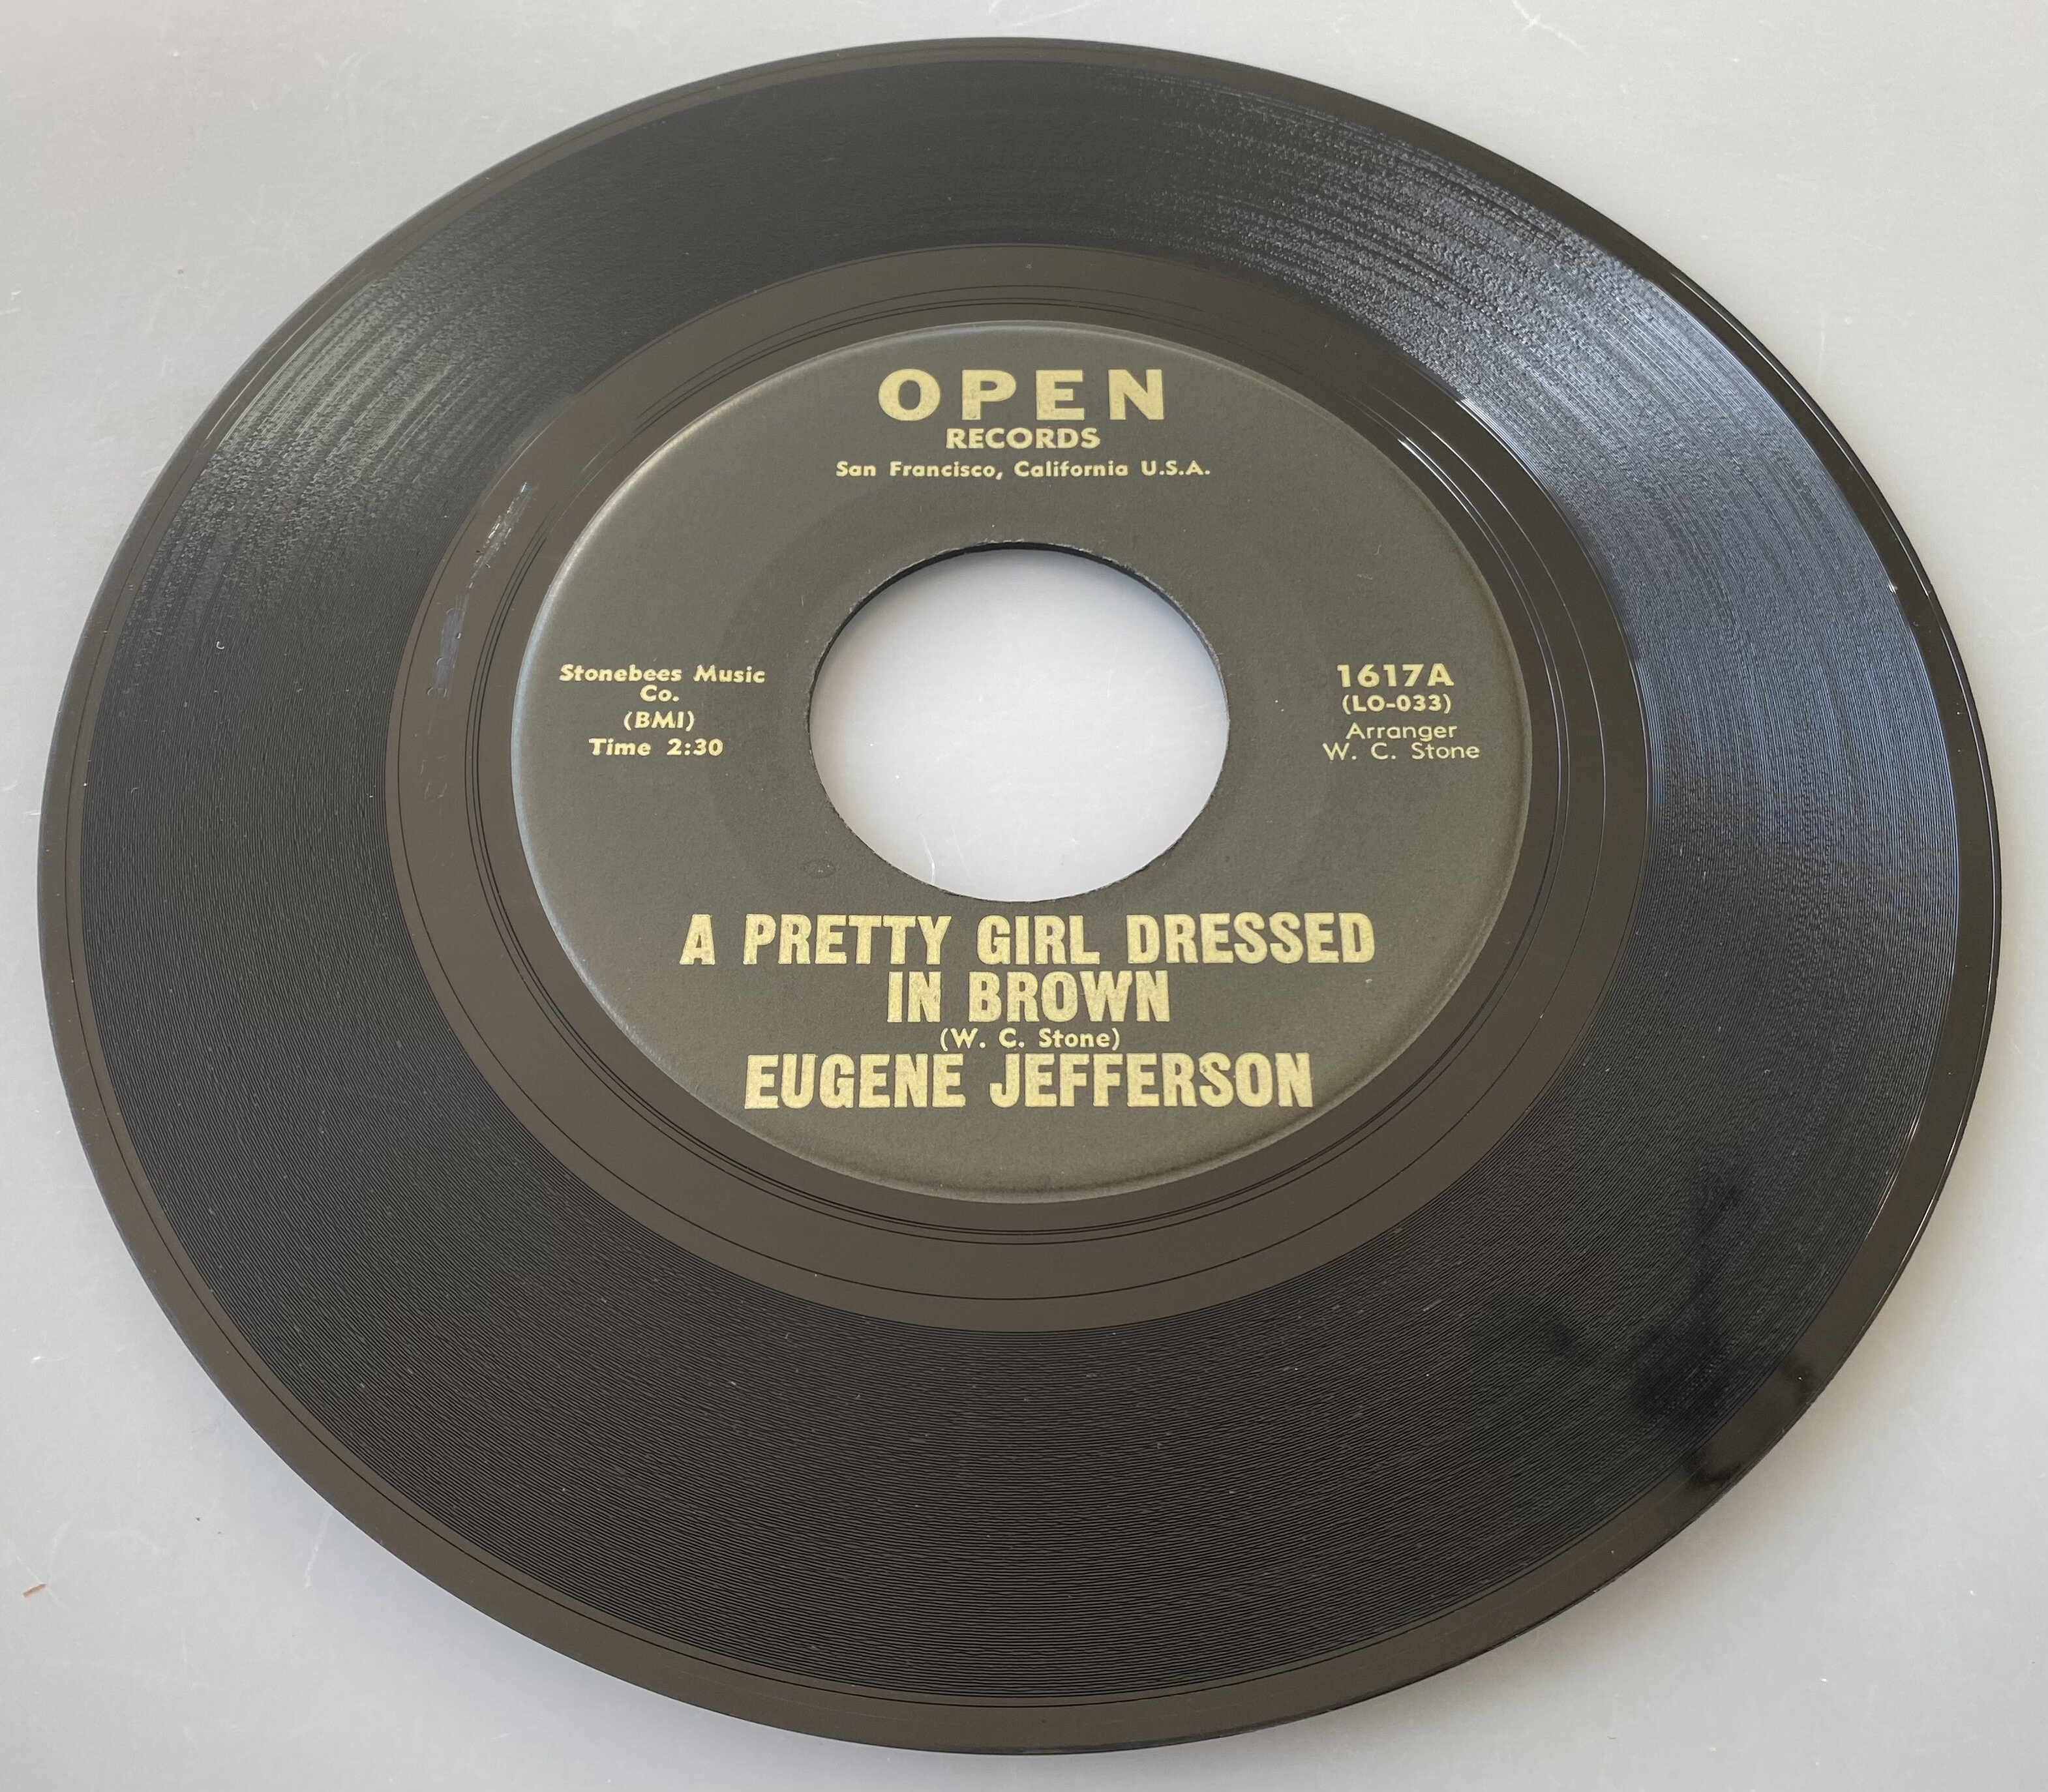 OPEN
RECORDS
San Francisco, California U.S.A.
Stonebees Music
Co.
(BMI)
Time 2:30
1617A
(LO-033)
Arranger
W. C. Stone
A PRETTY GIRL DRESSED
IN BROWN
(W. C. Stone)
EUGENE JEFFERSON